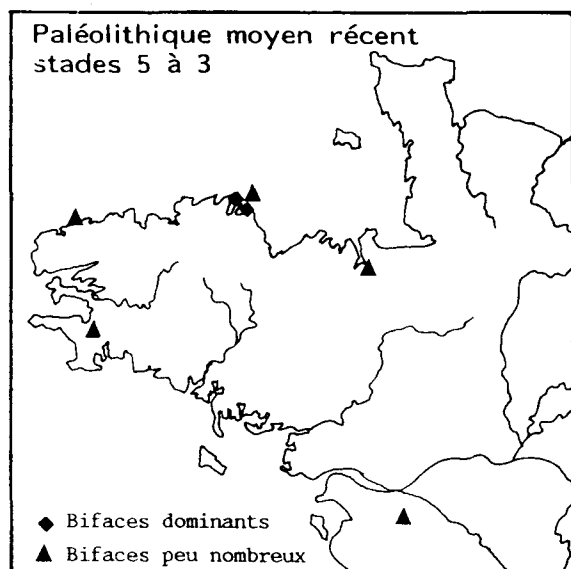 Paléolithique moyen récent
stades 5 à 3
Bifaces dominants
Bifaces peu nombreux